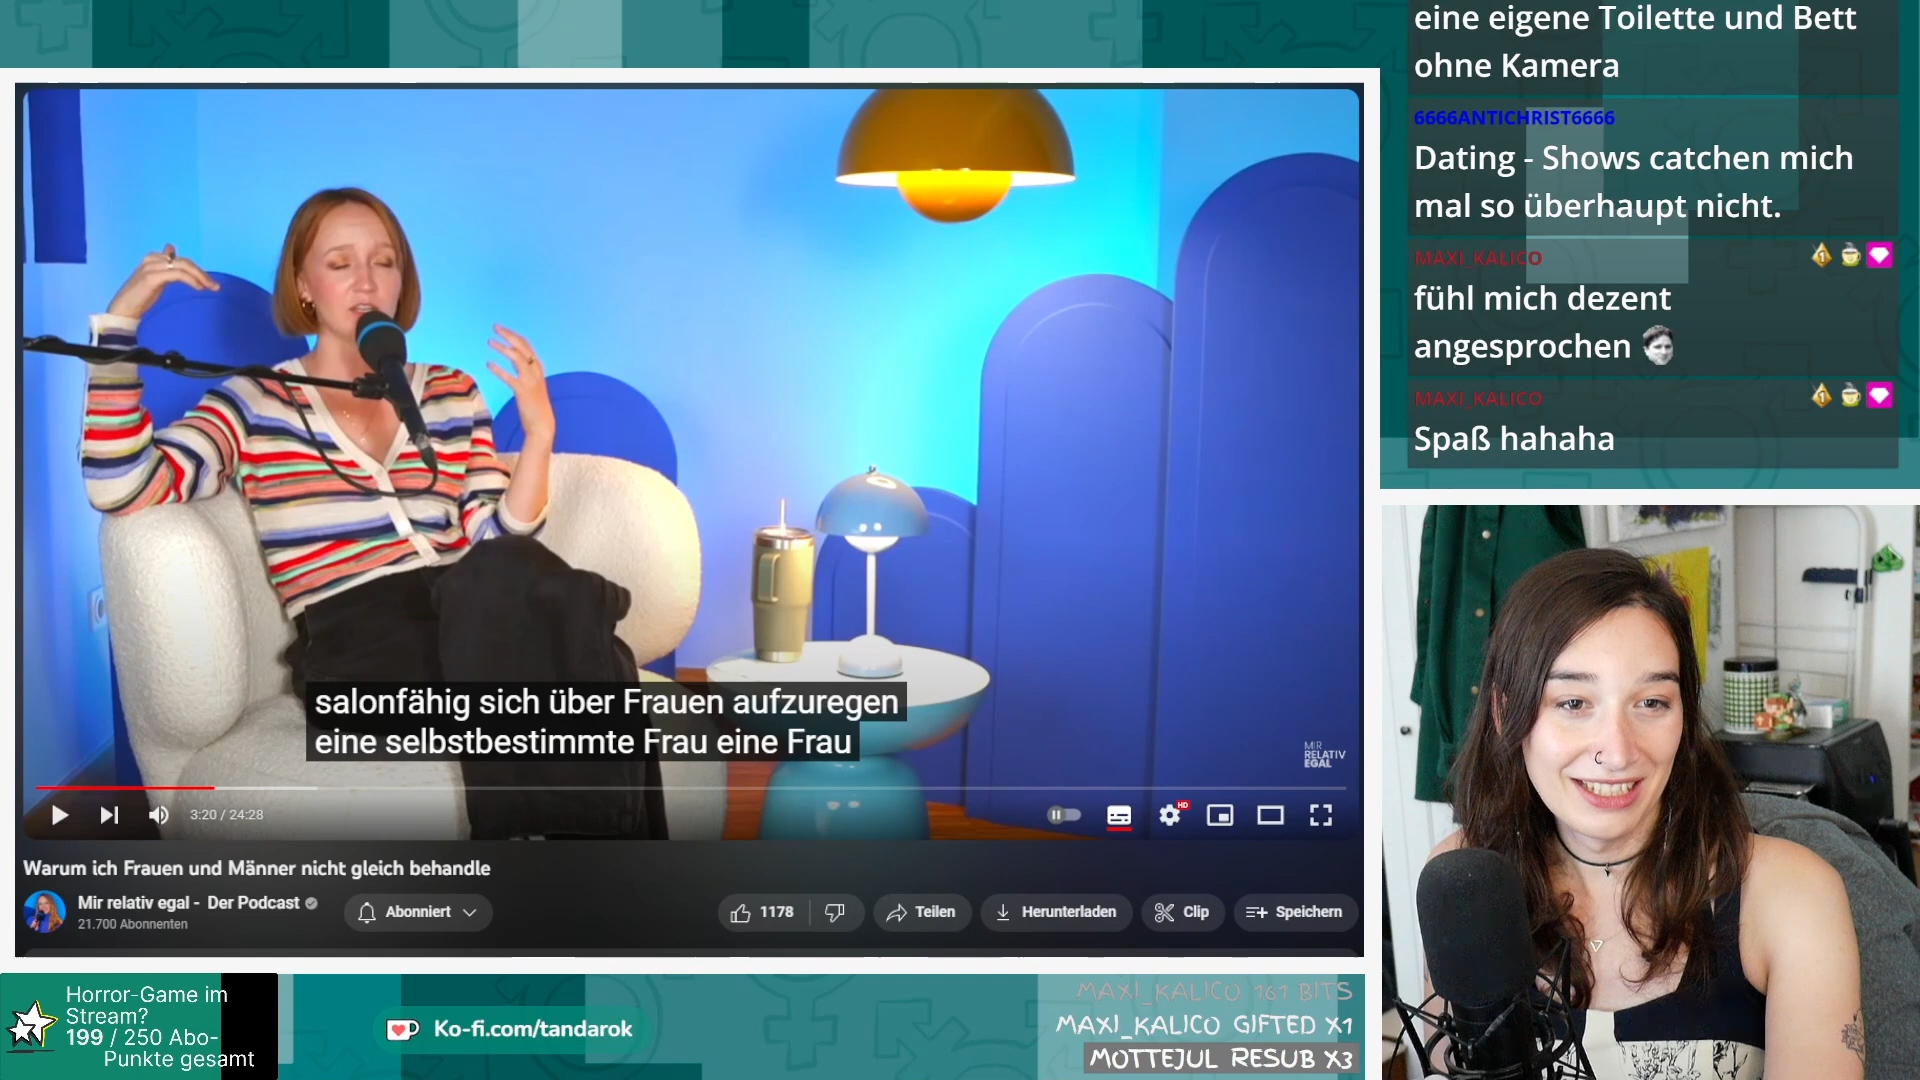 eine eigene Toilette und Bett
ohne Kamera
6666ANTICHRIST6666
Dating - Shows catchen mich
mal so überhaupt nicht.
MAXI_KALICO
fühl mich dezent
angesprochen
MAXI_KALICO
Spaß hahaha
salonfähig sich über Frauen aufzuregen
eine selbstbestimmte Frau eine Frau
MIR
RELATIV
EGAL
3:20 / 24:28
HD
Warum ich Frauen und Männer nicht gleich behandle
Mir relativ egal - Der Podcast
21.700 Abonnenten
Abonniert
1178
Teilen
Herunterladen
Clip
Speichern
Horror-Game im
Stream?
199 / 250 Abo-
Punkte gesamt
Ko-fi.com/tandarok
MAXI_KALICO 161 BITS
MAXI_KALICO GIFTED X1
MOTTEJUL RESUB X3